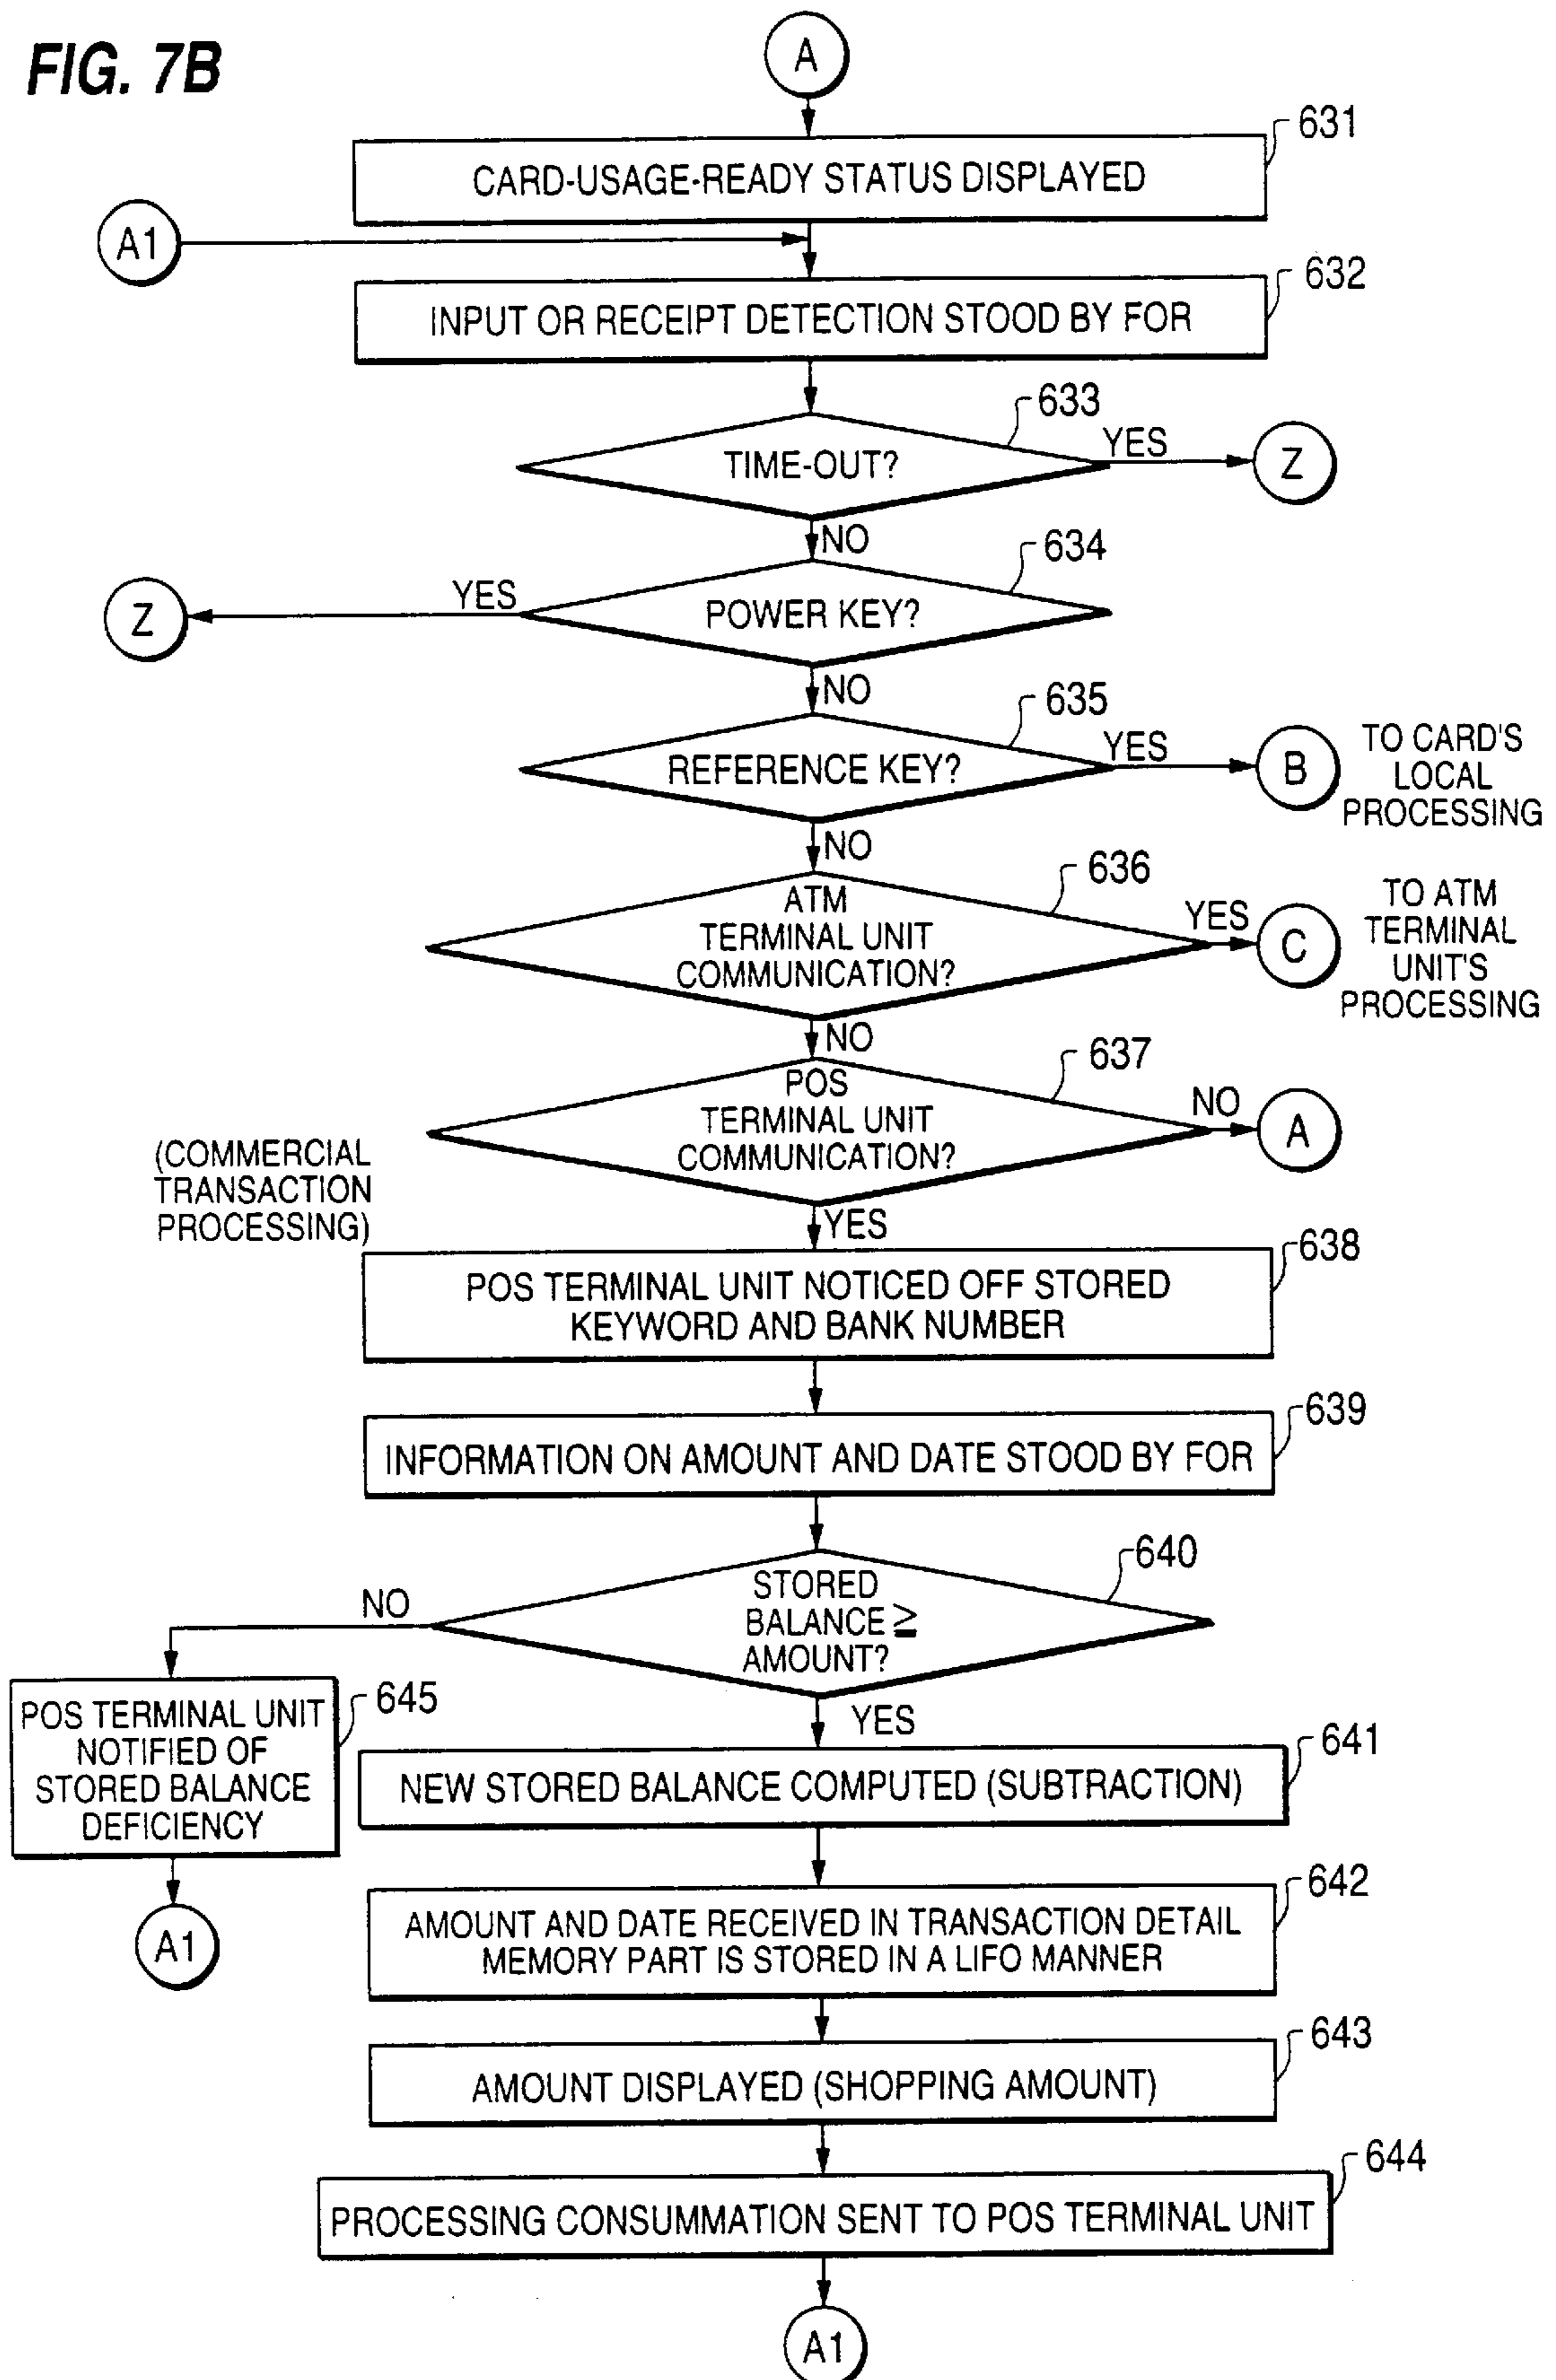 FIG. 7B
A
631
CARD-USAGE-READY STATUS DISPLAYED
A1
632
INPUT OR RECEIPT DETECTION STOOD BY FOR
633
TIME-OUT?
YES
Z
NO
634
POWER KEY?
YES
Z
NO
635
REFERENCE KEY?
YES
B
TO CARD'S
LOCAL
PROCESSING
NO
636
ATM
TERMINAL UNIT
COMMUNICATION?
YES
C
TO ATM
TERMINAL
UNIT'S
PROCESSING
NO
637
POS
TERMINAL UNIT
COMMUNICATION?
NO
A
(COMMERCIAL
TRANSACTION
PROCESSING)
YES
638
POS TERMINAL UNIT NOTICED OFF STORED
KEYWORD AND BANK NUMBER
639
INFORMATION ON AMOUNT AND DATE STOOD BY FOR
640
STORED
BALANCE ≧
AMOUNT?
NO
645
POS TERMINAL UNIT
NOTIFIED OF
STORED BALANCE
DEFICIENCY
A1
YES
641
NEW STORED BALANCE COMPUTED (SUBTRACTION)
642
AMOUNT AND DATE RECEIVED IN TRANSACTION DETAIL
MEMORY PART IS STORED IN A LIFO MANNER
643
AMOUNT DISPLAYED (SHOPPING AMOUNT)
644
PROCESSING CONSUMMATION SENT TO POS TERMINAL UNIT
A1